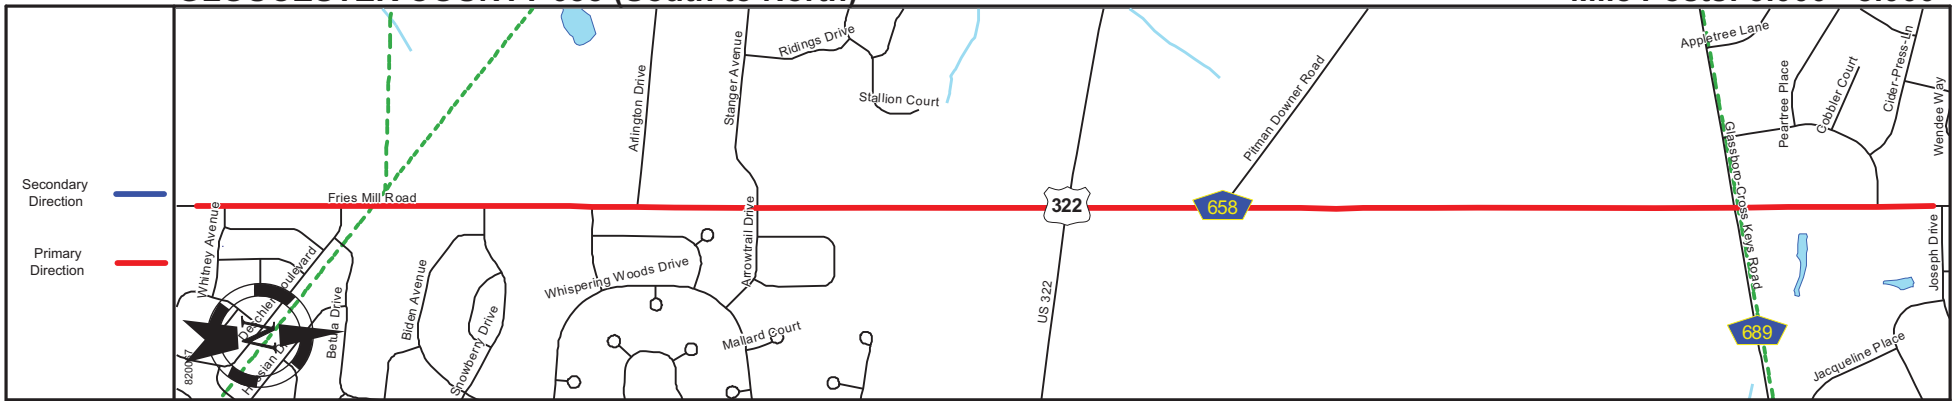 Secondary
Direction
Primary
Direction
Fries Mill Road
Whitney Avenue
Deschler Boulevard
Betula Drive
Biden Avenue
Snowberry Drive
Whispering Woods Drive
Mallard Court
Arrowtrail Drive
Arlington Drive
Stanger Avenue
Ridings Drive
Stallion Court
322
US 322
658
Pitman Downer Road
Appletree Lane
Peartree Place
Cobbler Court
Cider-Press-Ln
Wendee Way
Glassboro-Cross Keys Road
689
Joseph Drive
Jacqueline Place
N